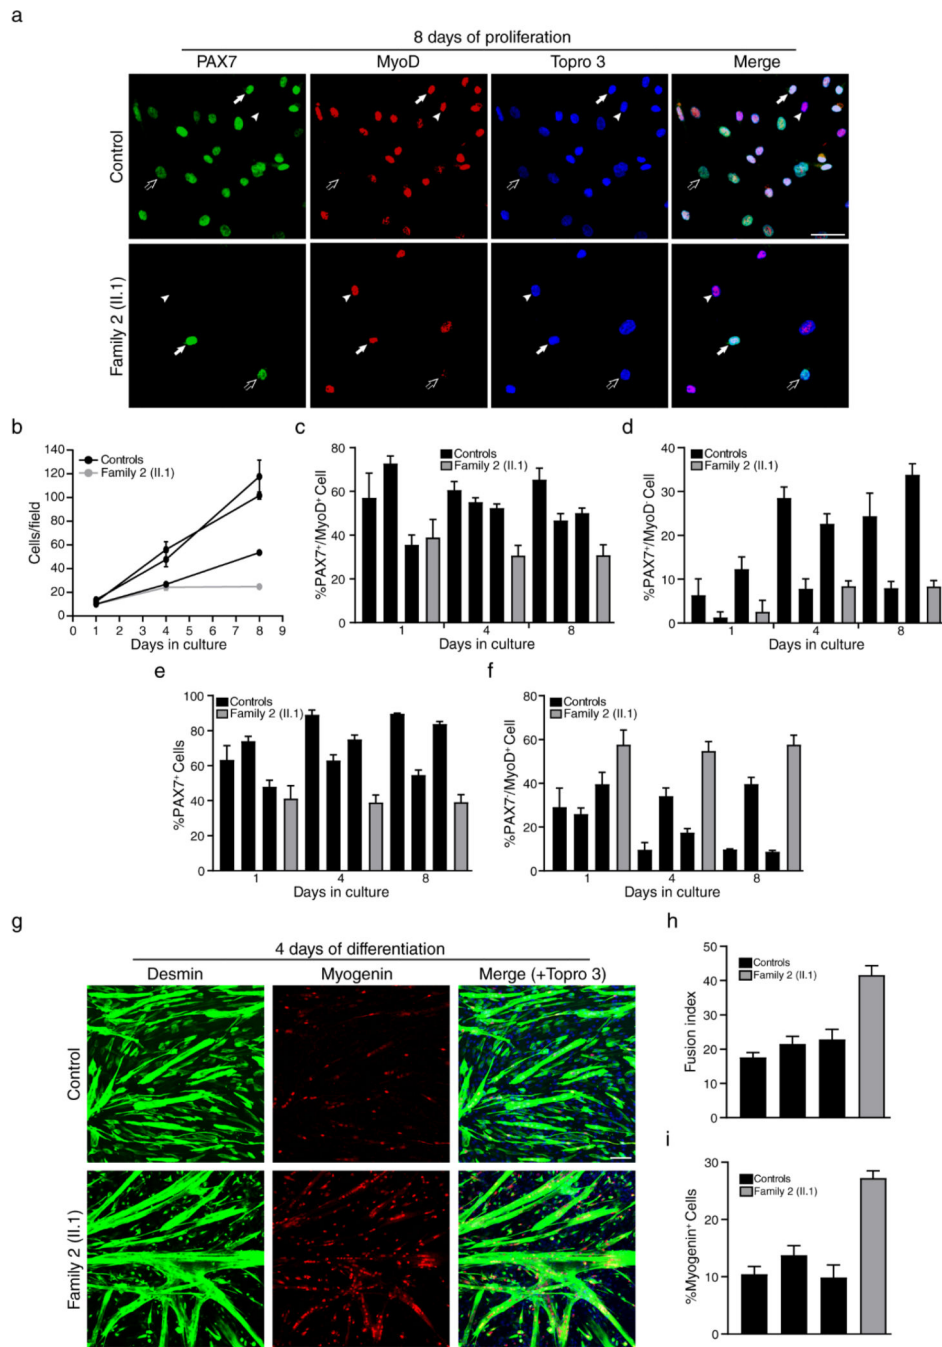 a
8 days of proliferation
PAX7 MyoD Topro 3 Merge
Control
Family 2 (II.1)
b
140
120
100
80
60
40
20
0
Cells/field
Controls
Family 2 (II.1)
0 1 2 3 4 5 6 7 8 9
Days in culture
c
80
60
40
20
0
%PAX7⁺/MyoD⁺ Cell
Controls
Family 2 (II.1)
1 4 8
Days in culture
d
40
30
20
10
0
%PAX7⁺/MyoD⁻ Cell
Controls
Family 2 (II.1)
1 4 8
Days in culture
e
100
80
60
40
20
0
%PAX7⁺ Cells
Controls
Family 2 (II.1)
1 4 8
Days in culture
f
80
60
40
20
0
%PAX7⁻/MyoD⁺ Cell
Controls
Family 2 (II.1)
1 4 8
Days in culture
g
4 days of differentiation
Desmin Myogenin Merge (+Topro 3)
Control
Family 2 (II.1)
h
50
40
30
20
10
0
Fusion index
Controls
Family 2 (II.1)
i
30
20
10
0
%Myogenin⁺ Cells
Controls
Family 2 (II.1)